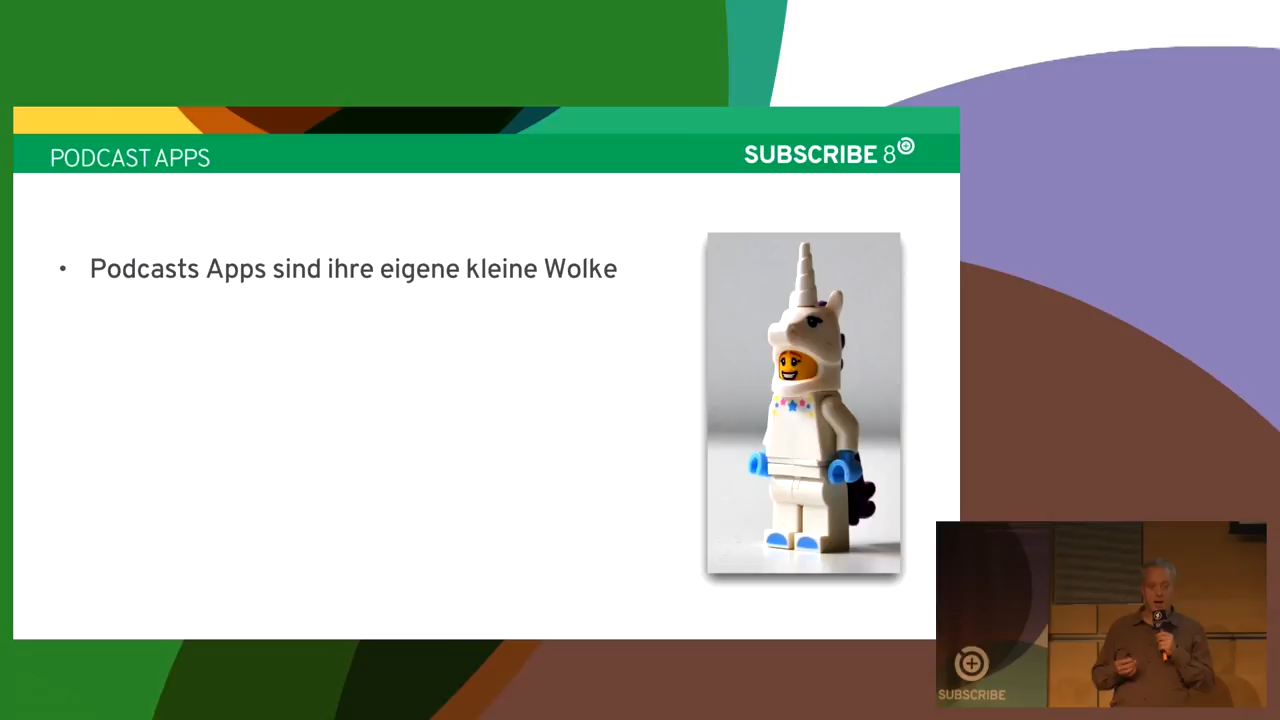 PODCAST APPS
SUBSCRIBE 8
• Podcasts Apps sind ihre eigene kleine Wolke
SUBSCRIBE